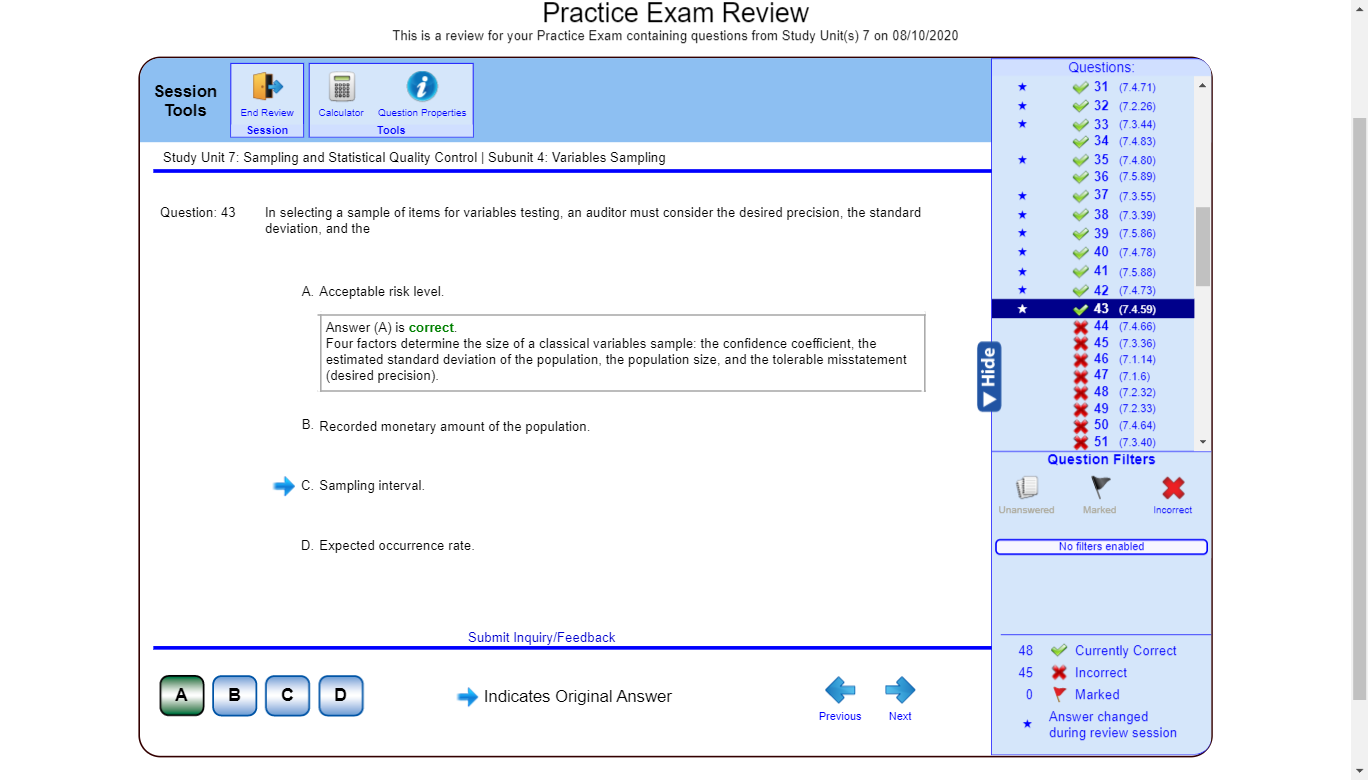 Practice Exam Review
This is a review for your Practice Exam containing questions from Study Unit(s) 7 on 08/10/2020
Session
Tools
End Review
Session
Calculator
Question Properties
Tools
Study Unit 7: Sampling and Statistical Quality Control | Subunit 4: Variables Sampling
Question: 43
In selecting a sample of items for variables testing, an auditor must consider the desired precision, the standard
deviation, and the
A. Acceptable risk level.
Answer (A) is correct.
Four factors determine the size of a classical variables sample: the confidence coefficient, the
estimated standard deviation of the population, the population size, and the tolerable misstatement
(desired precision).
B. Recorded monetary amount of the population.
C. Sampling interval.
D. Expected occurrence rate.
Submit Inquiry/Feedback
A B C D
Indicates Original Answer
Previous
Next
Hide
Questions:
31 (7.4.71)
32 (7.2.26)
33 (7.3.44)
34 (7.4.83)
35 (7.4.80)
36 (7.5.89)
37 (7.3.55)
38 (7.3.39)
39 (7.5.86)
40 (7.4.78)
41 (7.5.88)
42 (7.4.73)
43 (7.4.59)
44 (7.4.66)
45 (7.3.36)
46 (7.1.14)
47 (7.1.6)
48 (7.2.32)
49 (7.2.33)
50 (7.4.64)
51 (7.3.40)
Question Filters
Unanswered
Marked
Incorrect
No filters enabled
48 Currently Correct
45 Incorrect
0 Marked
Answer changed
during review session